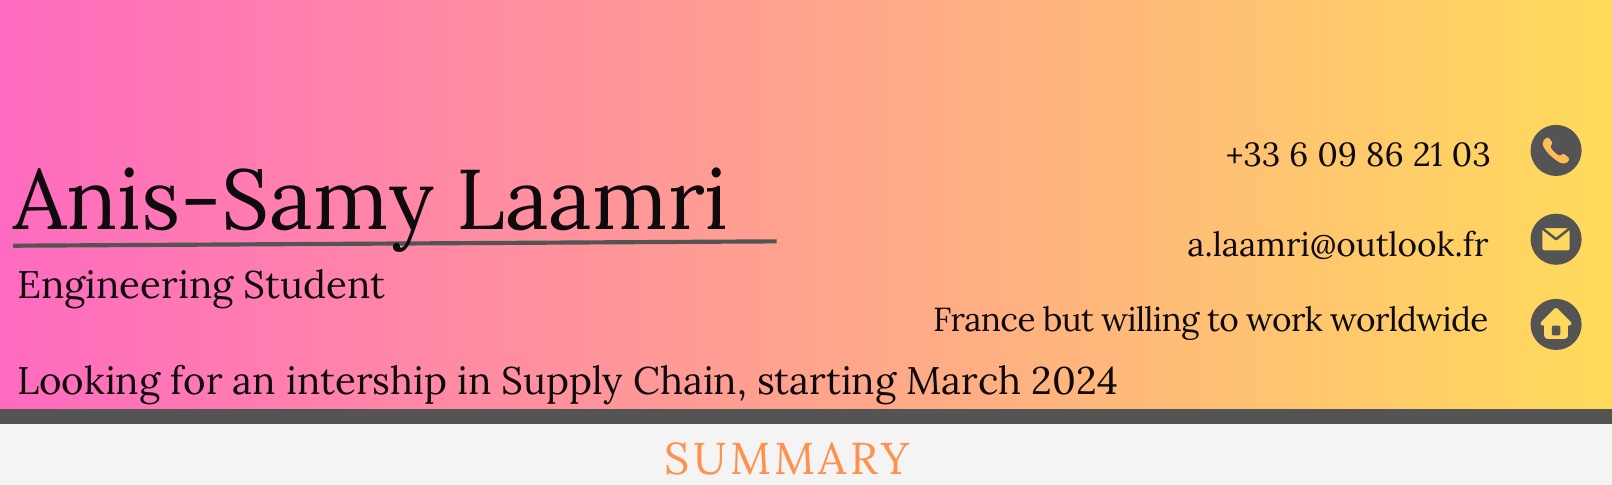 Anis-Samy Laamri
Engineering Student
Looking for an intership in Supply Chain, starting March 2024
+33 6 09 86 21 03
a.laamri@outlook.fr
France but willing to work worldwide
SUMMARY